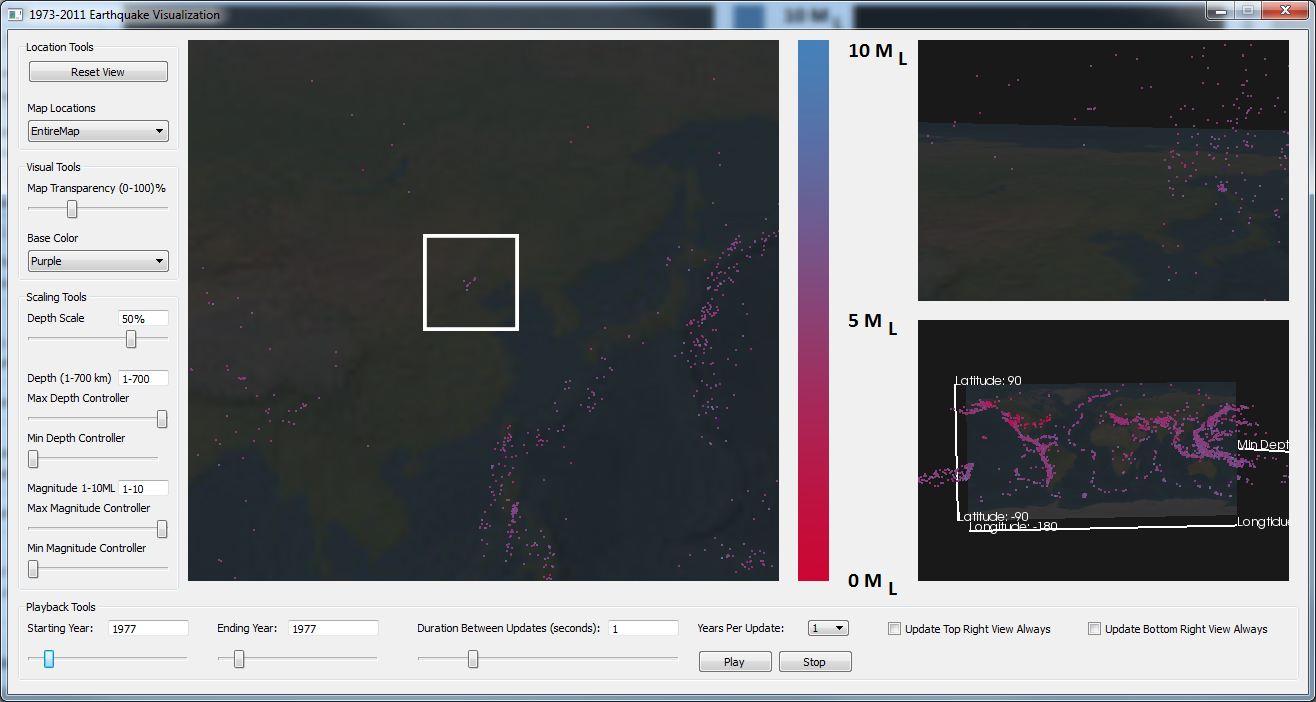 1973-2011 Earthquake Visualization
10 M L
Location Tools
Reset View
Map Locations
EntireMap
Visual Tools
Map Transparency (0-100)%
Base Color
Purple
Scaling Tools
Depth Scale 50%
Depth (1-700 km) 1-700
Max Depth Controller
Min Depth Controller
Magnitude 1-10ML 1-10
Max Magnitude Controller
Min Magnitude Controller
10 M L
5 M L
0 M L
Latitude: 90
Min Dept
Latitude: -90
Longitude: -180
Longtidue
Playback Tools
Starting Year: 1977
Ending Year: 1977
Duration Between Updates (seconds): 1
Years Per Update: 1
Update Top Right View Always
Update Bottom Right View Always
Play
Stop